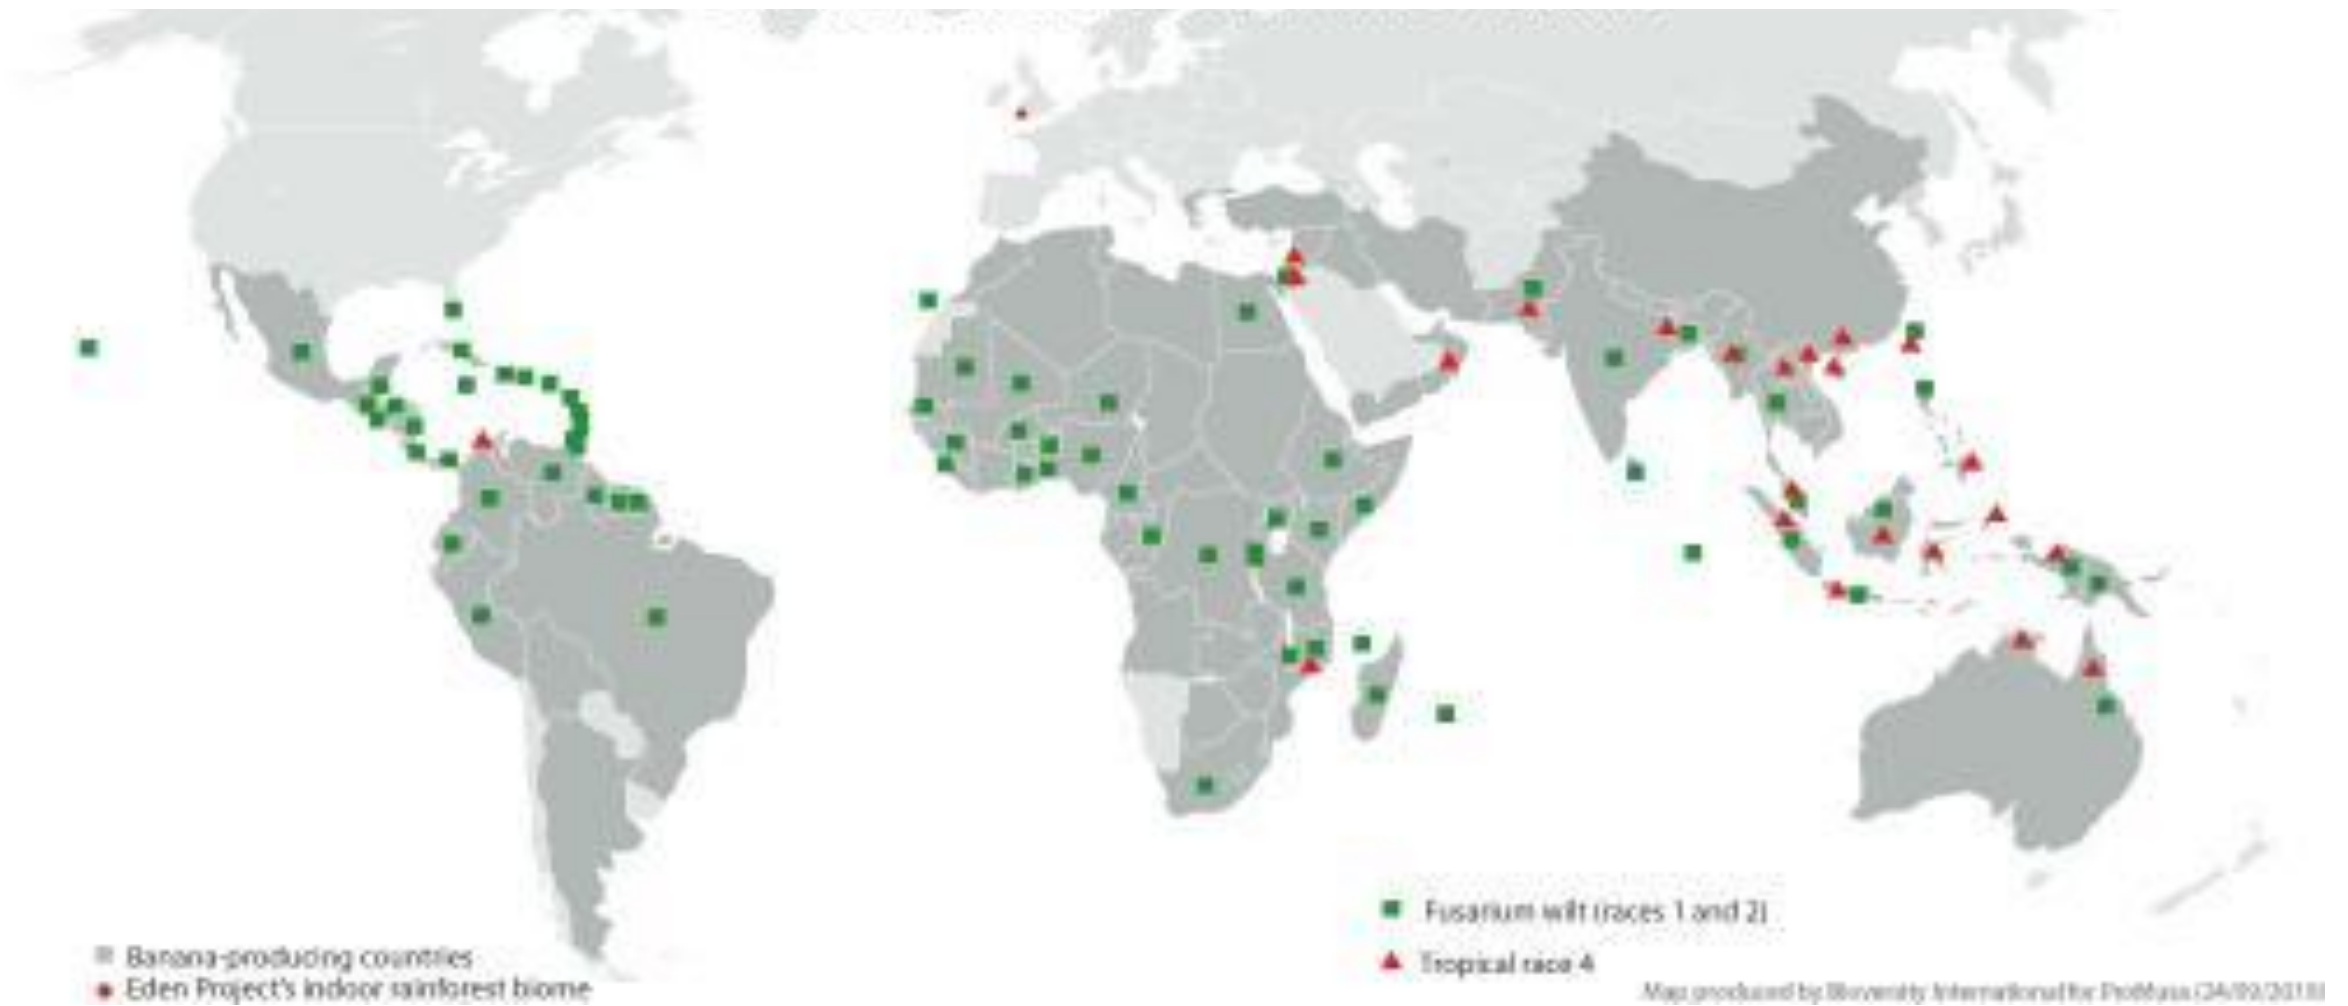 Fusarium wilt (races 1 and 2)
Banana-producing countries
Tropical race 4
Eden Project's indoor rainforest biome
Map produced by Bioversity International for ProMusa